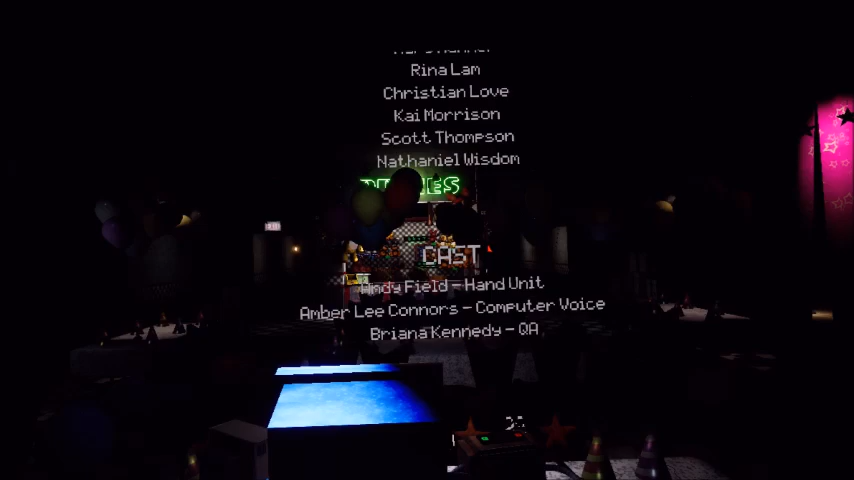 Rina Lam
Christian Love
Kai Morrison
Scott Thompson
Nathaniel Wisdom
CAST
Andy Field - Hand Unit
Amber Lee Connors - Computer Voice
Briana Kennedy - QA